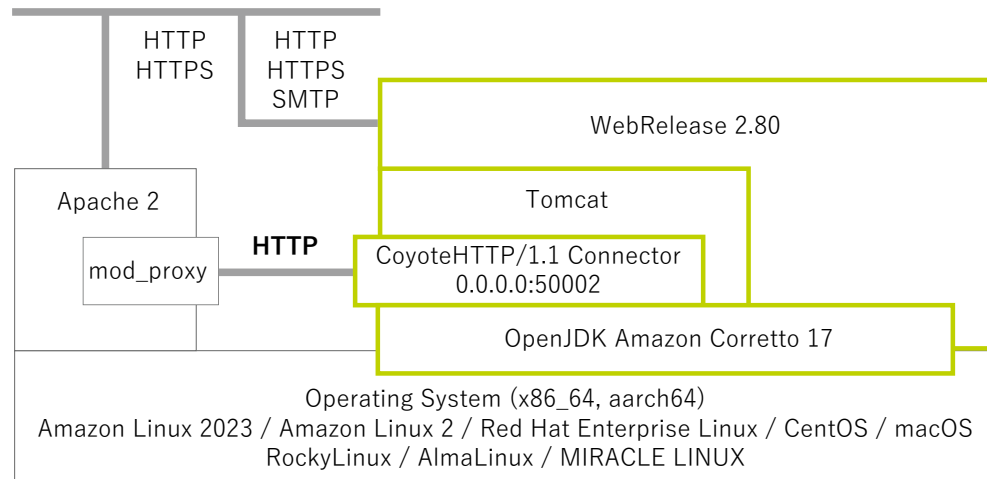 HTTP
HTTPS
HTTP
HTTPS
SMTP
WebRelease 2.80
Apache 2
Tomcat
mod_proxy
HTTP
CoyoteHTTP/1.1 Connector
0.0.0.0:50002
OpenJDK Amazon Corretto 17
Operating System (x86_64, aarch64)
Amazon Linux 2023 / Amazon Linux 2 / Red Hat Enterprise Linux / CentOS / macOS
RockyLinux / AlmaLinux / MIRACLE LINUX